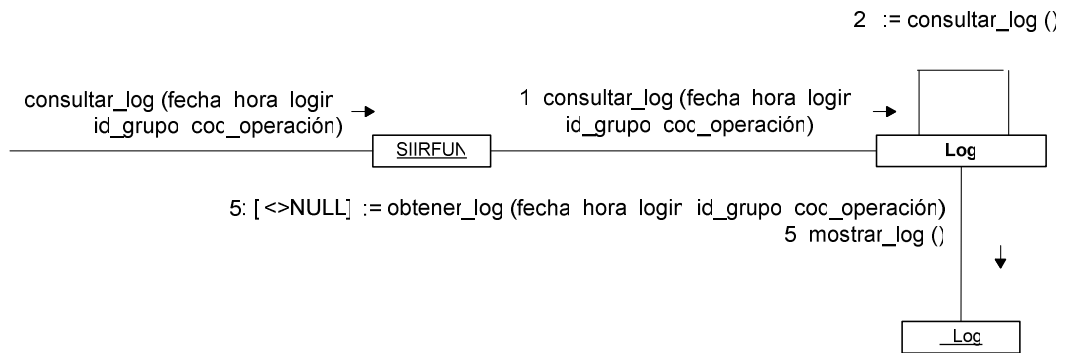 2 := consultar_log ()
consultar_log (fecha hora login
id_grupo cod_operación)
1 consultar_log (fecha hora login
id_grupo cod_operación)
SIIRFUN
Log
5: [ <>NULL] := obtener_log (fecha hora login id_grupo cod_operación)
5 mostrar_log ()
_Log